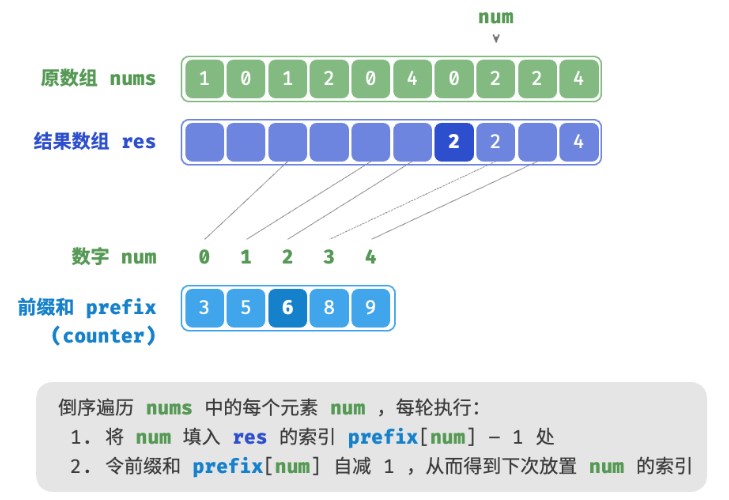 num
原数组 nums 1 0 1 2 0 4 0 2 2 4
结果数组 res 2 2 4
数字 num 0 1 2 3 4
前缀和 prefix 3 5 6 8 9
(counter)
倒序遍历 nums 中的每个元素 num ，每轮执行：
1. 将 num 填入 res 的索引 prefix[num] - 1 处
2. 令前缀和 prefix[num] 自减 1 ，从而得到下次放置 num 的索引